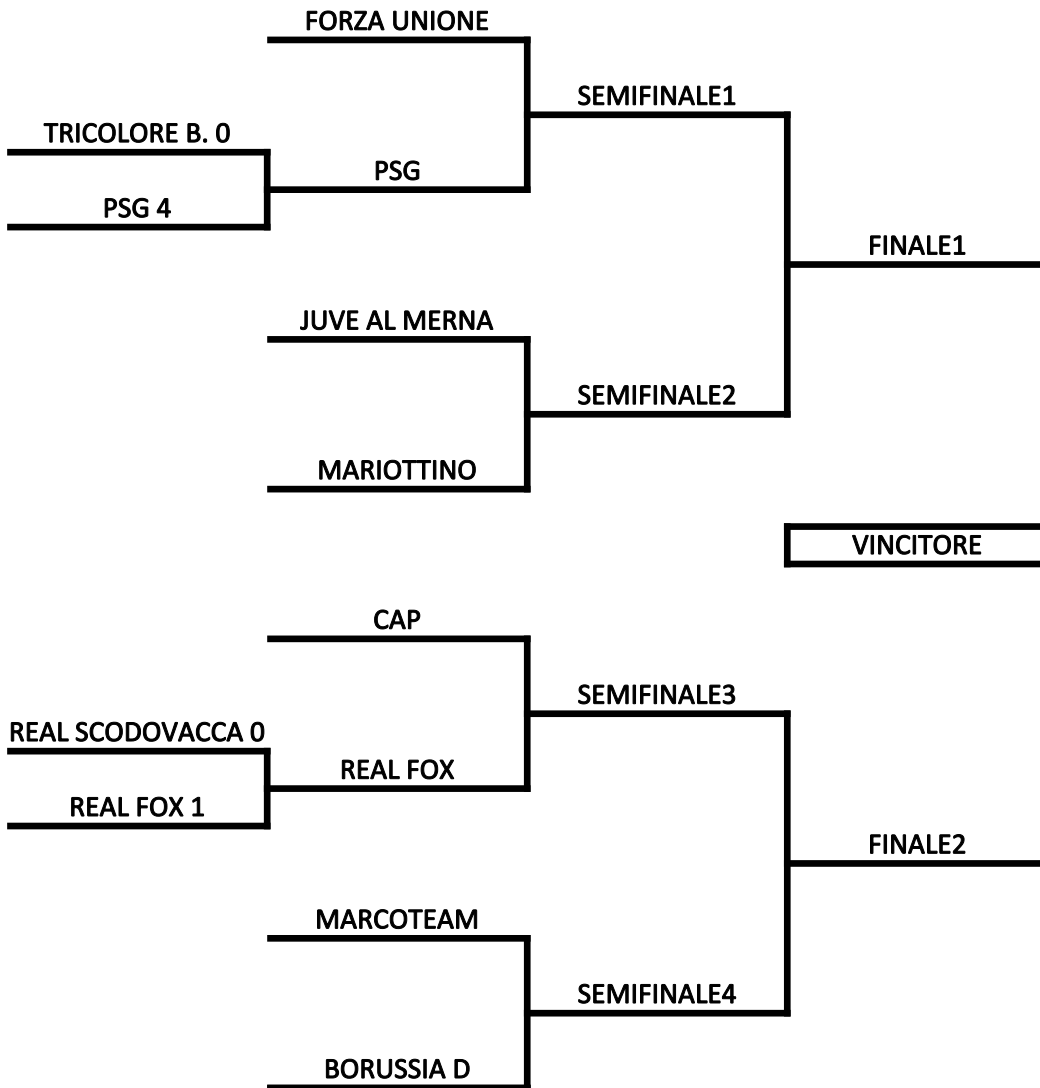 FORZA UNIONE
SEMIFINALE1
TRICOLORE B. 0
PSG
PSG 4
FINALE1
JUVE AL MERNA
SEMIFINALE2
MARIOTTINO
VINCITORE
CAP
SEMIFINALE3
REAL SCODOVACCA 0
REAL FOX
REAL FOX 1
FINALE2
MARCOTEAM
SEMIFINALE4
BORUSSIA D